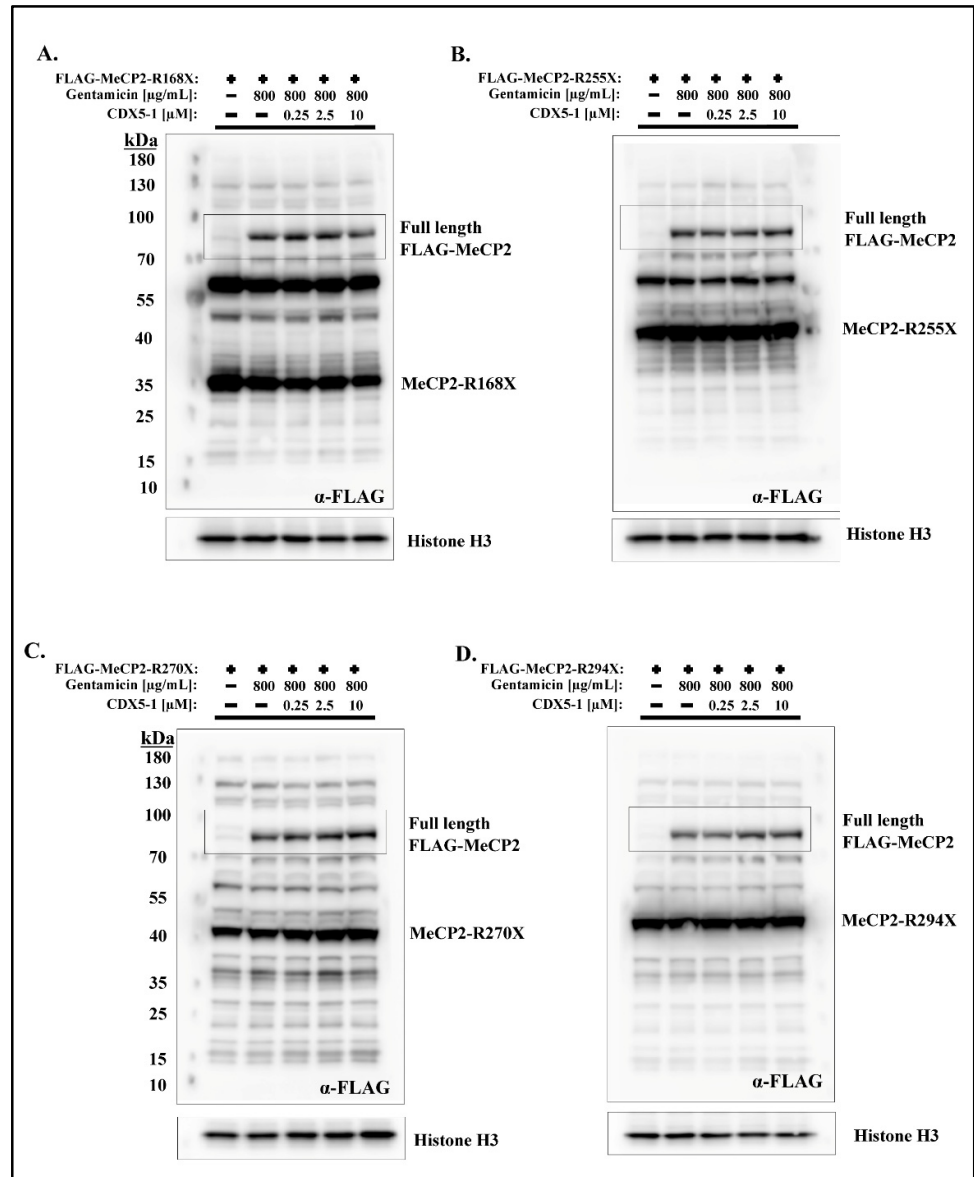 A.
FLAG-MeCP2-R168X: + + + + +
Gentamicin [µg/mL]: – 800 800 800 800
CDX5-1 [µM]: – – 0.25 2.5 10
kDa
180
130
100
70
55
40
35
25
15
10
Full length
FLAG-MeCP2
MeCP2-R168X
α-FLAG
Histone H3
B.
FLAG-MeCP2-R255X: + + + + +
Gentamicin [µg/mL]: – 800 800 800 800
CDX5-1 [µM]: – – 0.25 2.5 10
Full length
FLAG-MeCP2
MeCP2-R255X
α-FLAG
Histone H3
C.
FLAG-MeCP2-R270X: + + + + +
Gentamicin [µg/mL]: – 800 800 800 800
CDX5-1 [µM]: – – 0.25 2.5 10
kDa
180
130
100
70
55
40
35
25
15
10
Full length
FLAG-MeCP2
MeCP2-R270X
α-FLAG
Histone H3
D.
FLAG-MeCP2-R294X: + + + + +
Gentamicin [µg/mL]: – 800 800 800 800
CDX5-1 [µM]: – – 0.25 2.5 10
Full length
FLAG-MeCP2
MeCP2-R294X
α-FLAG
Histone H3